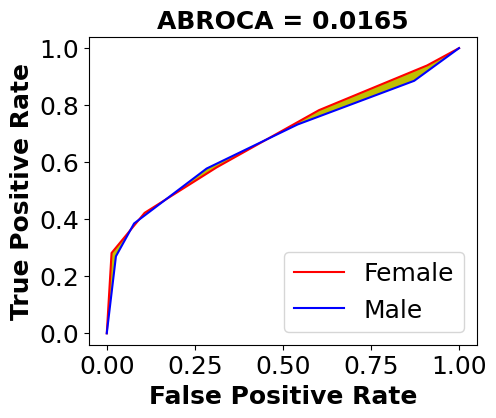 ABROCA = 0.0165
True Positive Rate
1.0
0.8
0.6
0.4
0.2
0.0
Female
Male
0.00 0.25 0.50 0.75 1.00
False Positive Rate